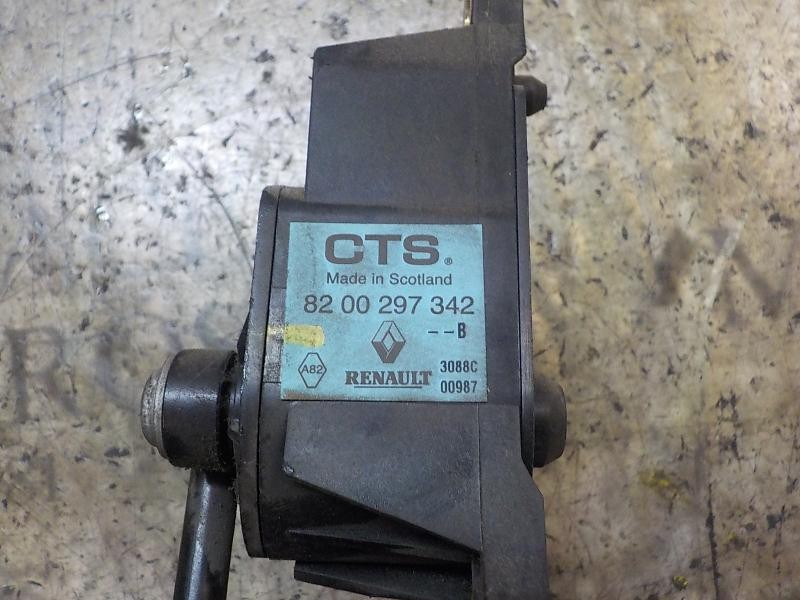 CTS®
Made in Scotland
82 00 297 342
--B
A82
RENAULT
3088C
00987